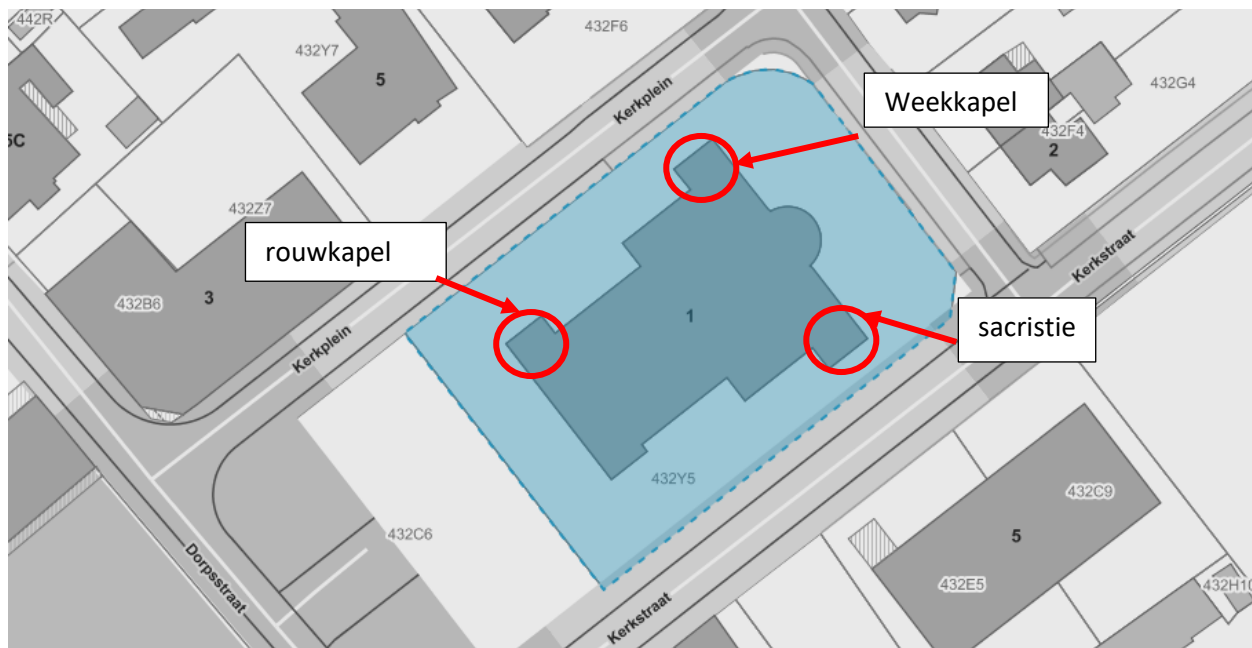 442R
432Y7
432F6
5
Kerkplein
Weekkapel
432G4
432F4
2
5C
432Z7
rouwkapel
Kerkstraat
432B6
3
1
sacristie
Kerkplein
432Y5
432C9
432C6
5
Dorpsstraat
432E5
432H10
Kerkstraat